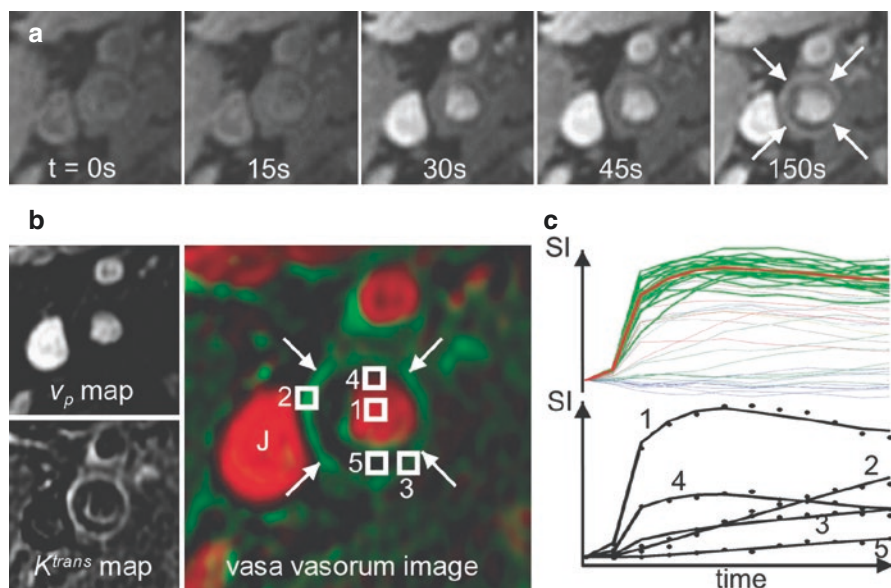 a
t = 0s
15s
30s
45s
150s
b
v_p map
K^trans map
J
2
4
1
5
3
vasa vasorum image
c
SI
SI
1
4
2
3
5
time